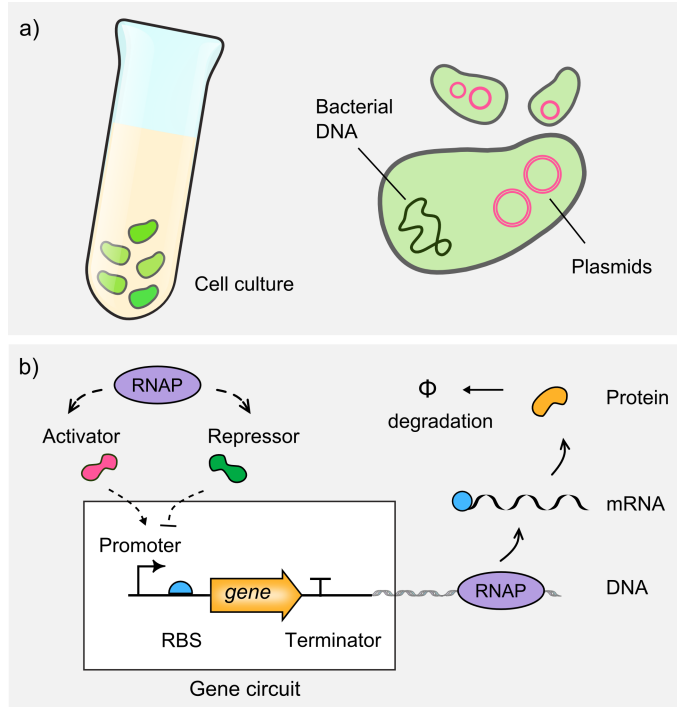 a)
Bacterial
DNA
Cell culture
Plasmids
b)
RNAP
Activator
Repressor
Promoter
gene
RBS
Terminator
Gene circuit
Φ
degradation
Protein
mRNA
RNAP
DNA